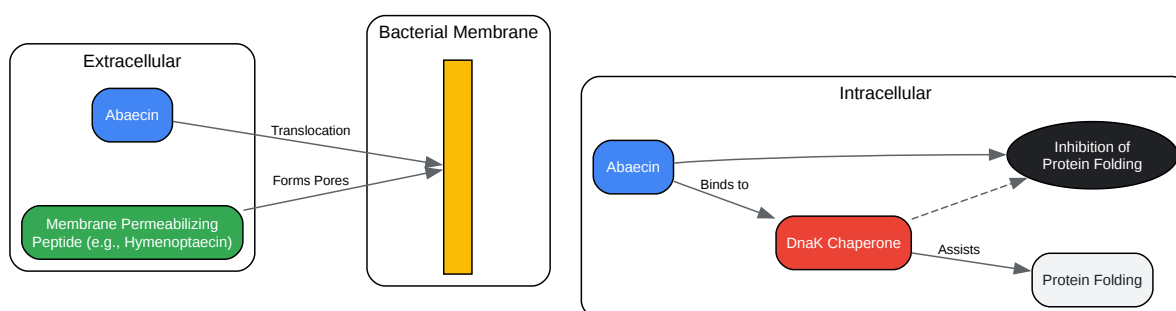 Extracellular
Abaecin
Membrane Permeabilizing
Peptide (e.g., Hymenoptaecin)
Translocation
Forms Pores
Bacterial Membrane
Intracellular
Abaecin
Binds to
DnaK Chaperone
Assists
Inhibition of
Protein Folding
Protein Folding